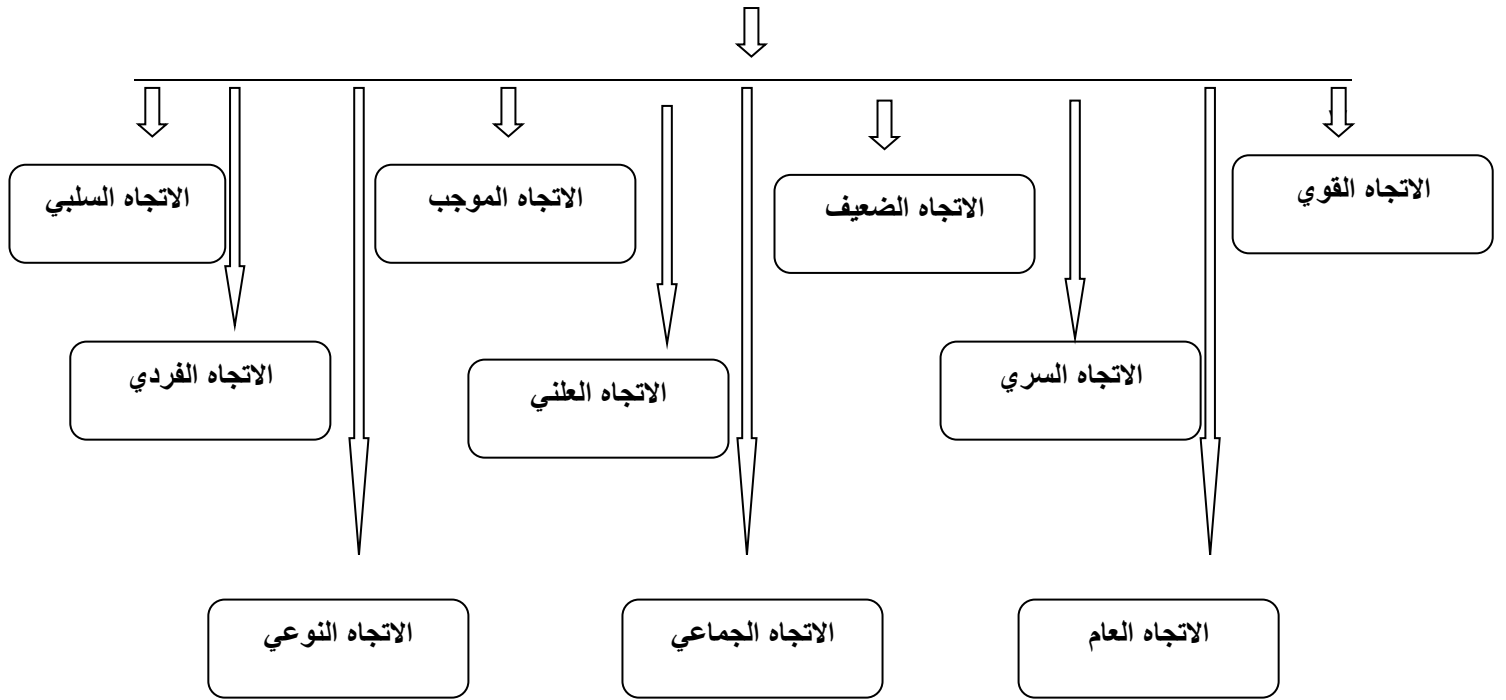 الاتجاه القوي
الاتجاه الضعيف
الاتجاه الموجب
الاتجاه السلبي
الاتجاه السري
الاتجاه العلني
الاتجاه الفردي
الاتجاه العام
الاتجاه الجماعي
الاتجاه النوعي